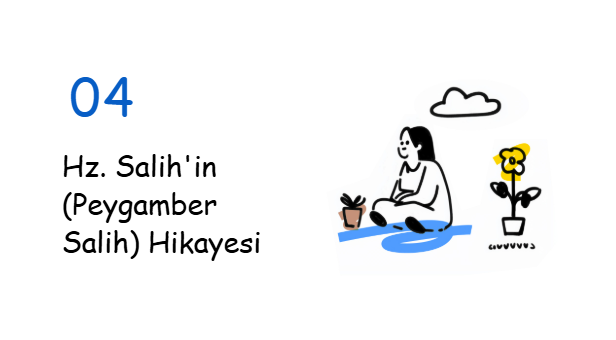 04
Hz. Salih'in
(Peygamber
Salih) Hikayesi